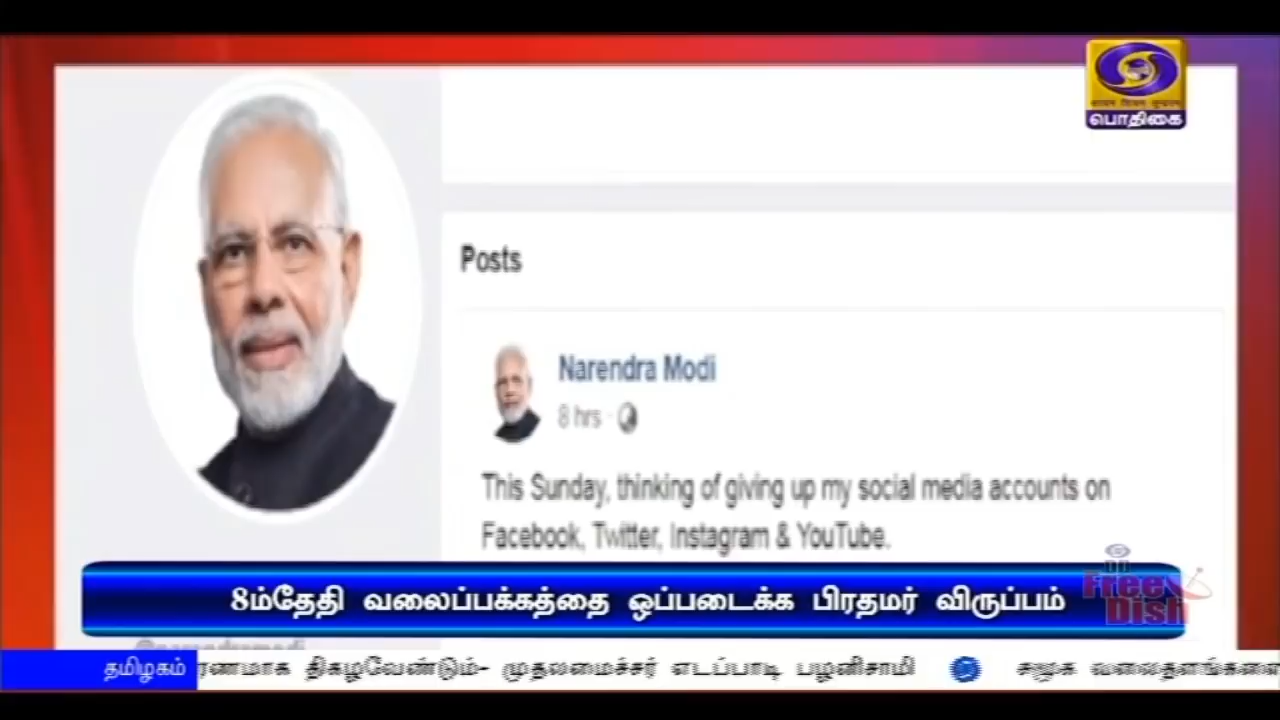 பொதிகை
Posts
Narendra Modi
8 hrs ·
This Sunday, thinking of giving up my social media accounts on
Facebook, Twitter, Instagram & YouTube.
DD
Free
Dish
8ம்தேதி வலைப்பக்கத்தை ஒப்படைக்க பிரதமர் விருப்பம்
தமிழகம் ரணமாக திகழவேண்டும்- முதலமைச்சர் எடப்பாடி பழனிசாமி சமூக வலைதளங்களை